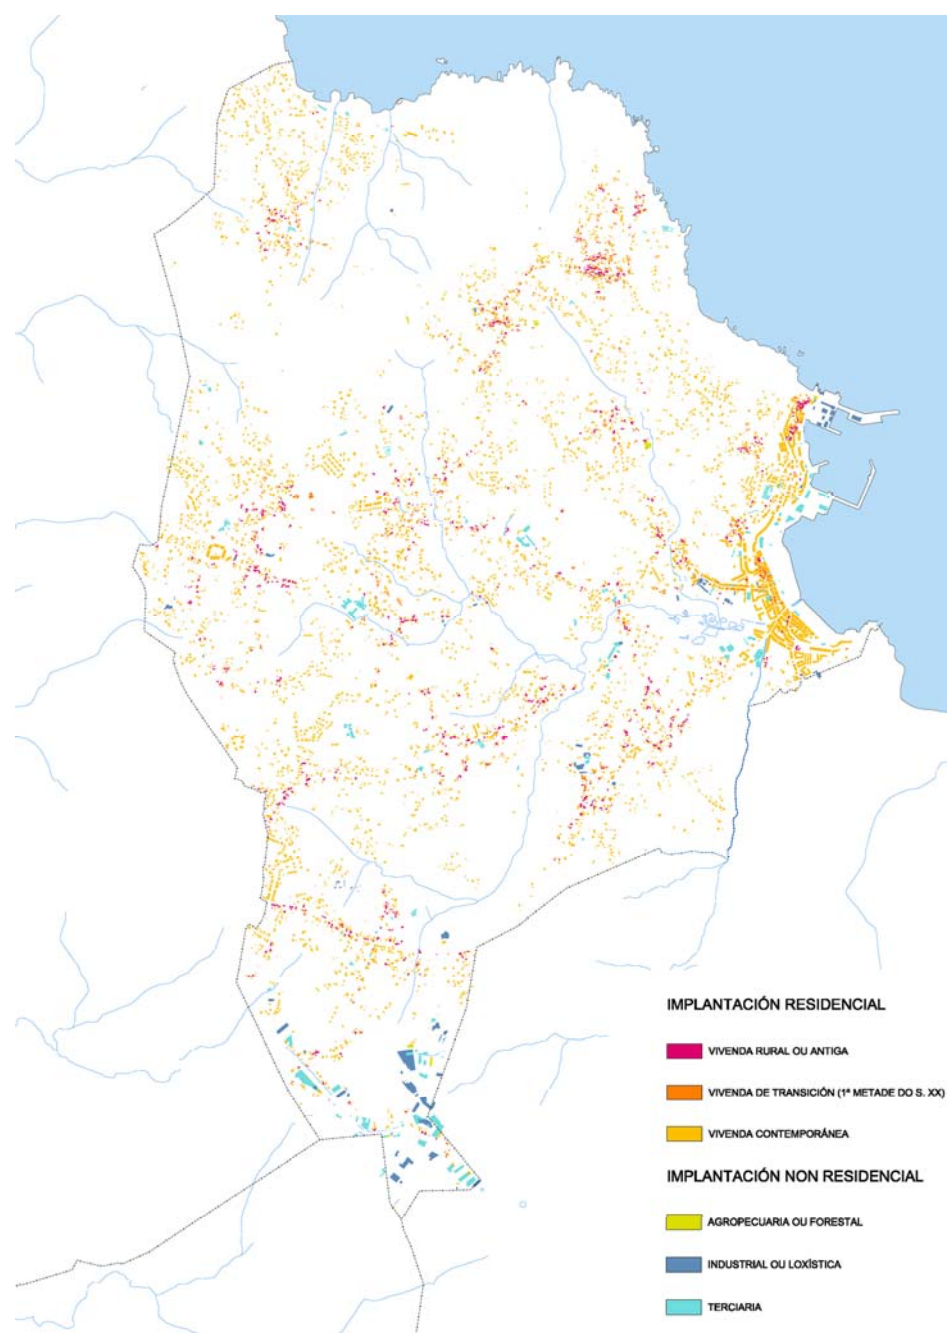 IMPLANTACIÓN RESIDENCIAL
VIVENDA RURAL OU ANTIGA
VIVENDA DE TRANSICIÓN (1ª METADE DO S. XX)
VIVENDA CONTEMPORÁNEA
IMPLANTACIÓN NON RESIDENCIAL
AGROPECUARIA OU FORESTAL
INDUSTRIAL OU LOXÍSTICA
TERCIARIA